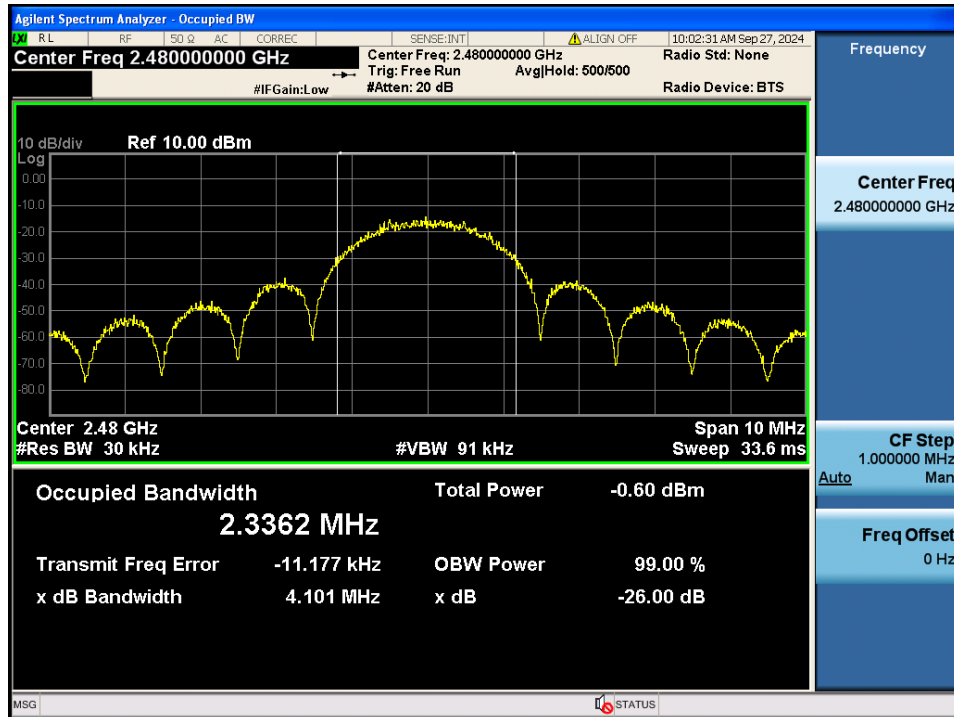 Agilent Spectrum Analyzer - Occupied BW
LXI RL RF 50 Ω AC CORREC SENSE:INT ALIGN OFF 10:02:31 AM Sep 27, 2024
Center Freq 2.480000000 GHz
Center Freq: 2.480000000 GHz Radio Std: None
Trig: Free Run Avg|Hold: 500/500
#IFGain:Low #Atten: 20 dB Radio Device: BTS
10 dB/div Ref 10.00 dBm
Log
0.00
-10.0
-20.0
-30.0
-40.0
-50.0
-60.0
-70.0
-80.0
Center 2.48 GHz Span 10 MHz
#Res BW 30 kHz #VBW 91 kHz Sweep 33.6 ms
Occupied Bandwidth Total Power -0.60 dBm
2.3362 MHz
Transmit Freq Error -11.177 kHz OBW Power 99.00 %
x dB Bandwidth 4.101 MHz x dB -26.00 dB
Frequency
Center Freq
2.480000000 GHz
CF Step
1.000000 MHz
Auto Man
Freq Offset
0 Hz
MSG STATUS